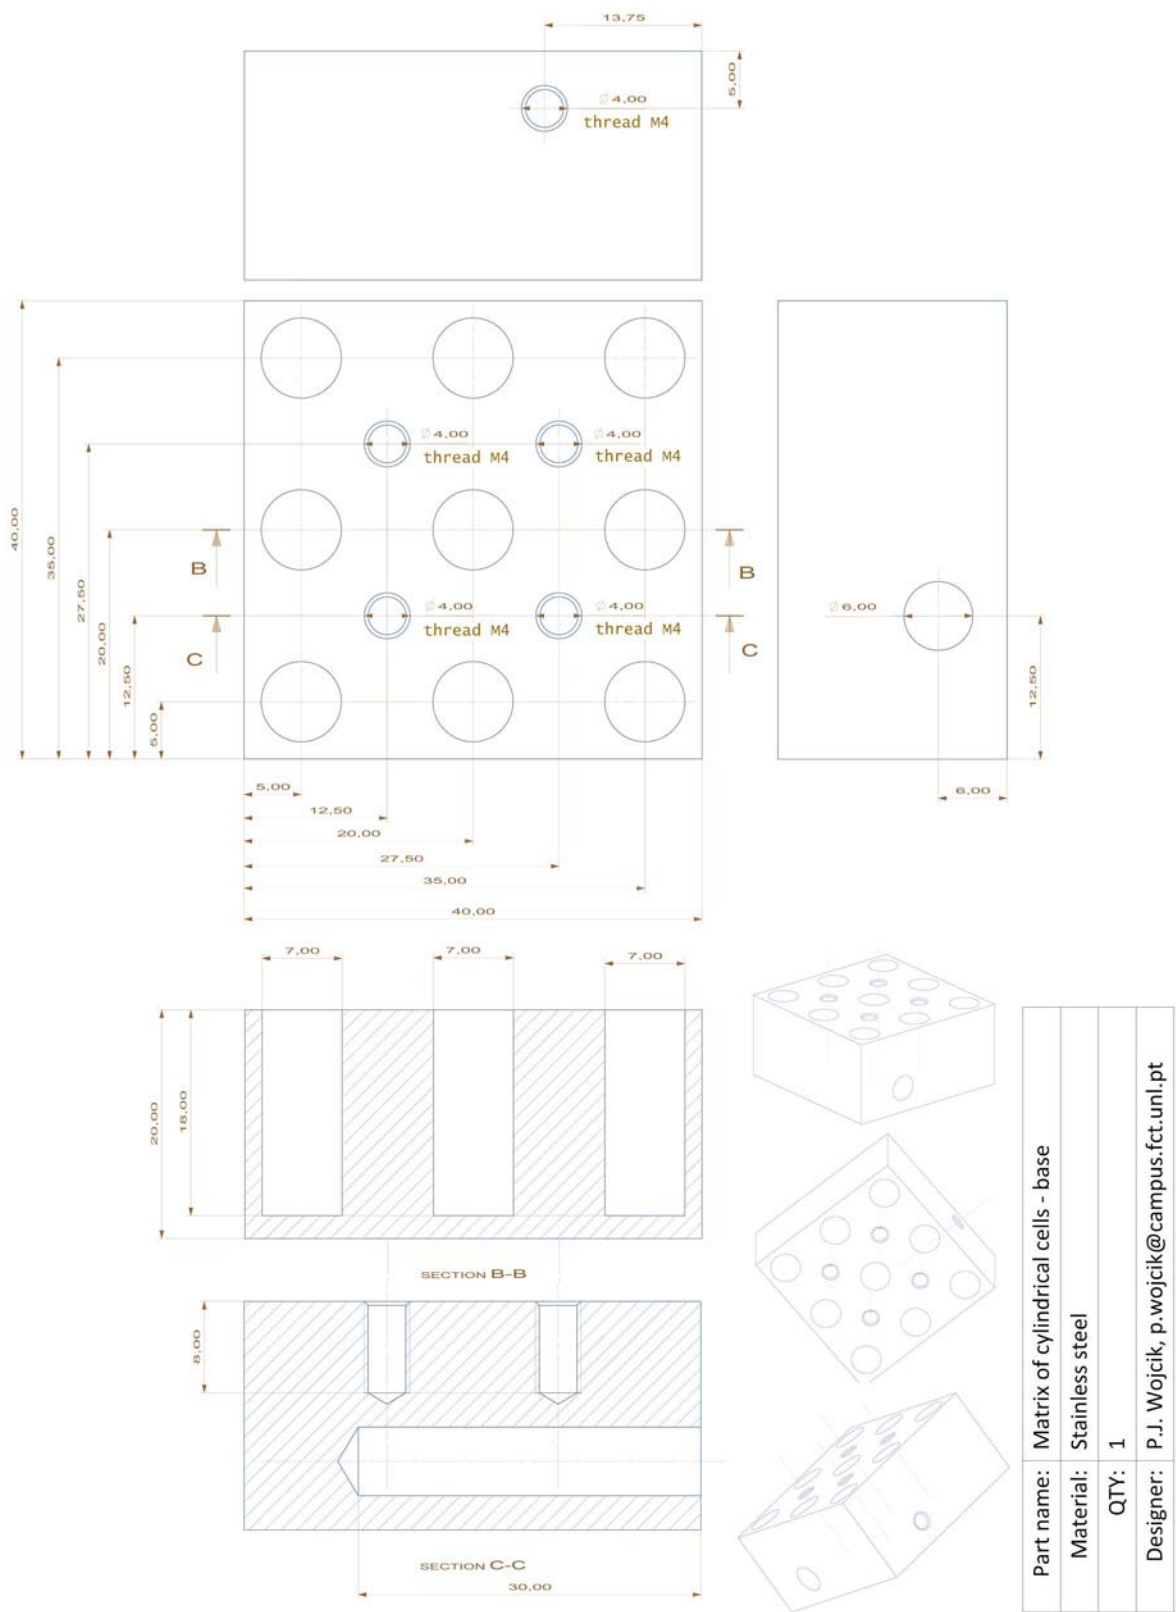 13,75
5,00
∅4,00
thread M4
40,00
35,00
27,50
20,00
12,50
5,00
∅4,00
thread M4
∅4,00
thread M4
B
B
∅4,00
thread M4
∅4,00
thread M4
C
C
∅6,00
12,50
6,00
5,00
12,50
20,00
27,50
35,00
40,00
7,00
7,00
7,00
20,00
18,00
SECTION B-B
8,00
SECTION C-C
30,00
Part name: Matrix of cylindrical cells - base
Material: Stainless steel
QTY: 1
Designer: P.J. Wojcik, p.wojcik@campus.fct.unl.pt